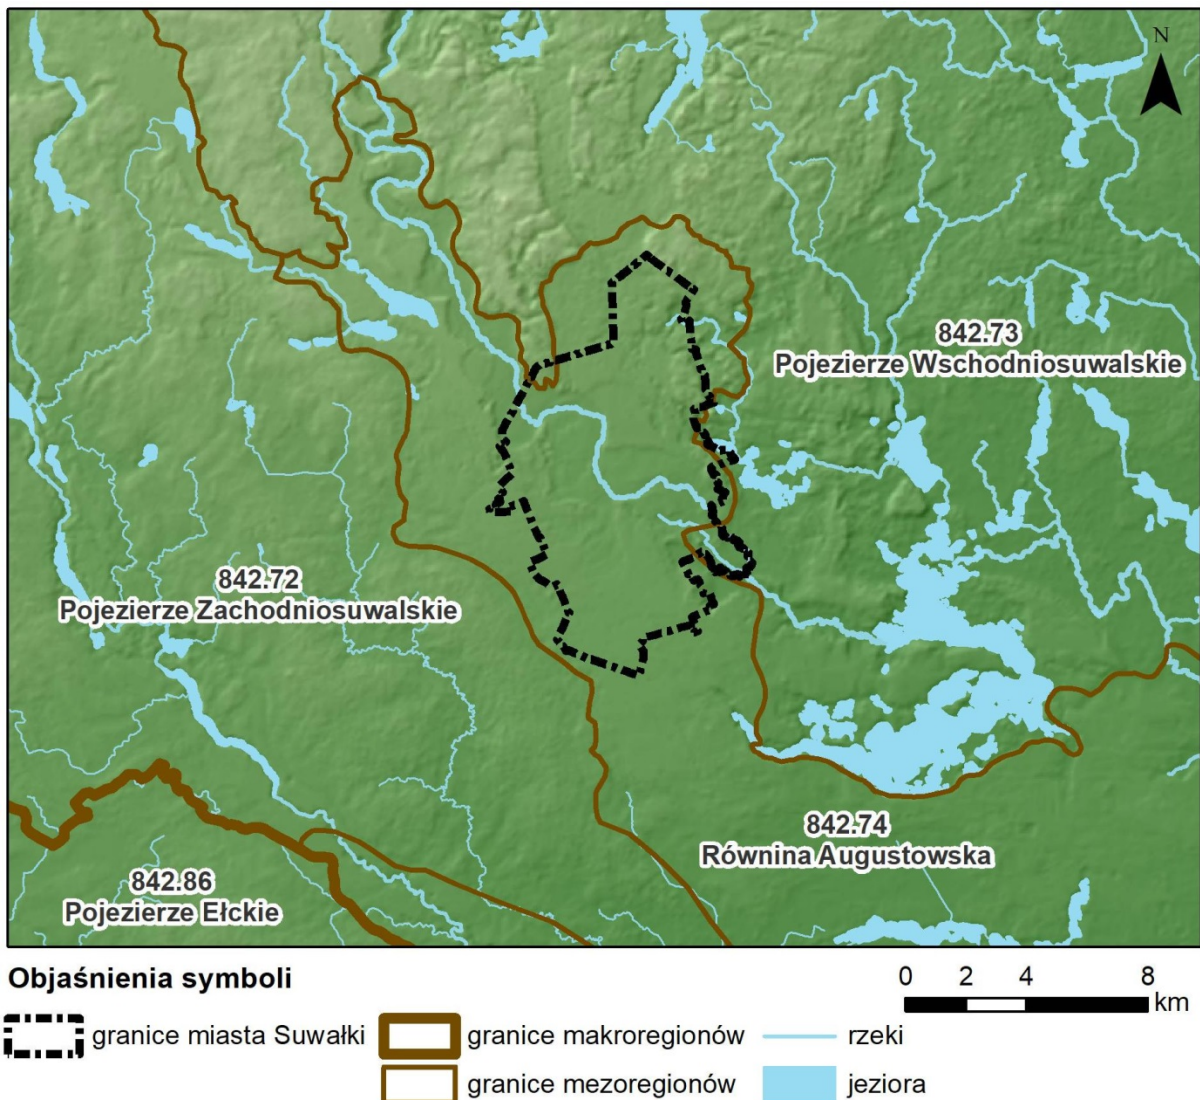 N
842.73
Pojezierze Wschodniosuwalskie
842.72
Pojezierze Zachodniosuwalskie
842.74
Równina Augustowska
842.86
Pojezierze Ełckie
Objaśnienia symboli
0 2 4 8
km
granice miasta Suwałki
granice makroregionów
rzeki
granice mezoregionów
jeziora